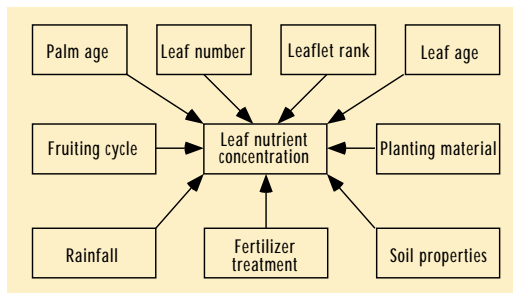 Palm age
Leaf number
Leaflet rank
Leaf age
Fruiting cycle
Leaf nutrient
concentration
Planting material
Rainfall
Fertilizer
treatment
Soil properties